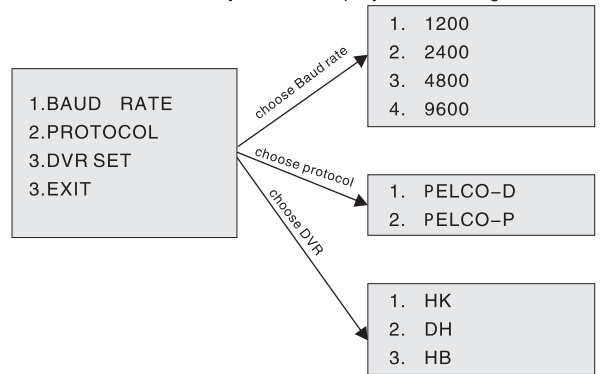 1.BAUD RATE
2.PROTOCOL
3.DVR SET
3.EXIT
choose Baud rate
1. 1200
2. 2400
3. 4800
4. 9600
choose protocol
1. PELCO-D
2. PELCO-P
choose DVR
1. HK
2. DH
3. HB